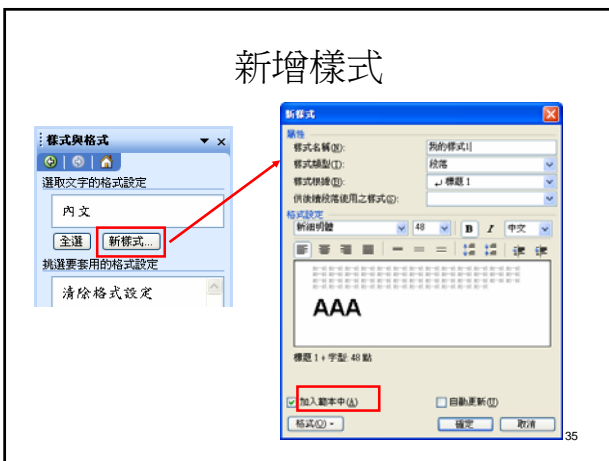 新增樣式
樣式與格式
選取文字的格式設定
內文
全選 新樣式...
挑選要套用的格式設定
清除格式設定
新樣式
屬性
樣式名稱(N): 我的樣式1
樣式類型(T): 段落
樣式根據(B): ↵ 標題 1
供後續段落使用之樣式(S):
格式設定
新細明體 48 B I 中文
AAA
標題 1 + 字型: 48 點
加入範本中(A) 自動更新(U)
格式(O) 確定 取消
35